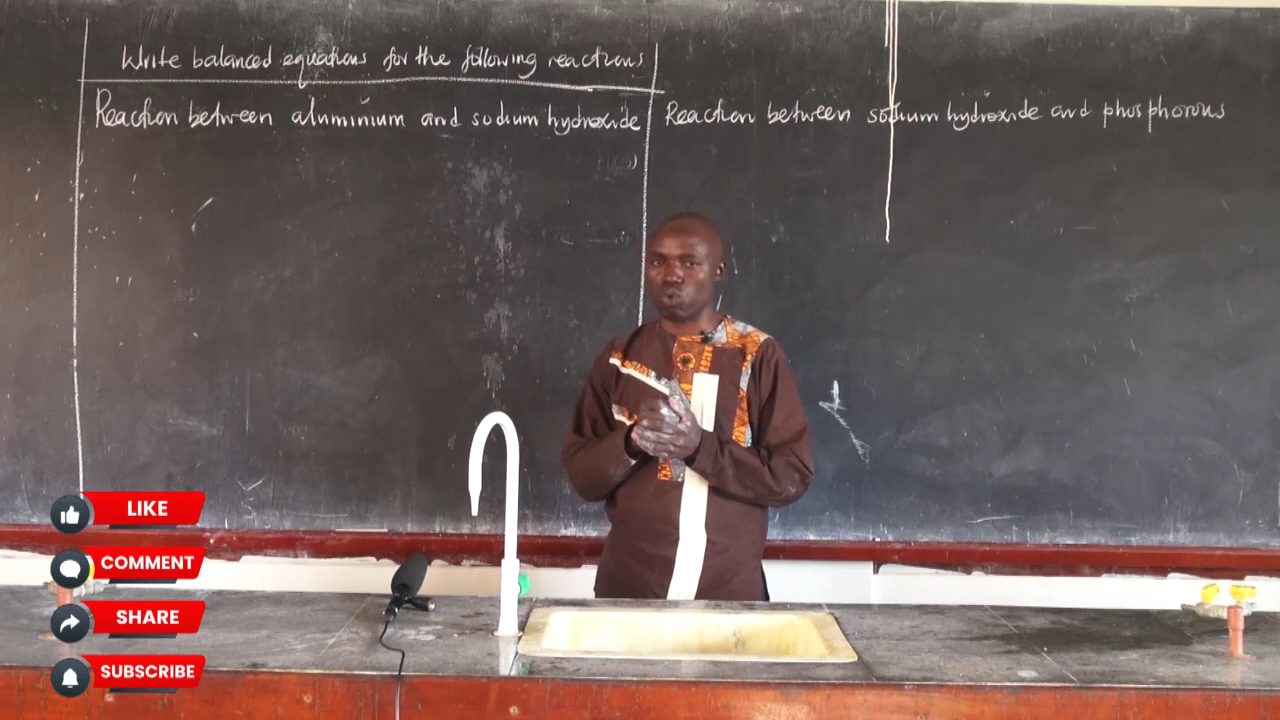 Write balanced equations for the following reactions
Reaction between aluminium and sodium hydroxide
Reaction between sodium hydroxide and phosphorous
LIKE
COMMENT
SHARE
SUBSCRIBE